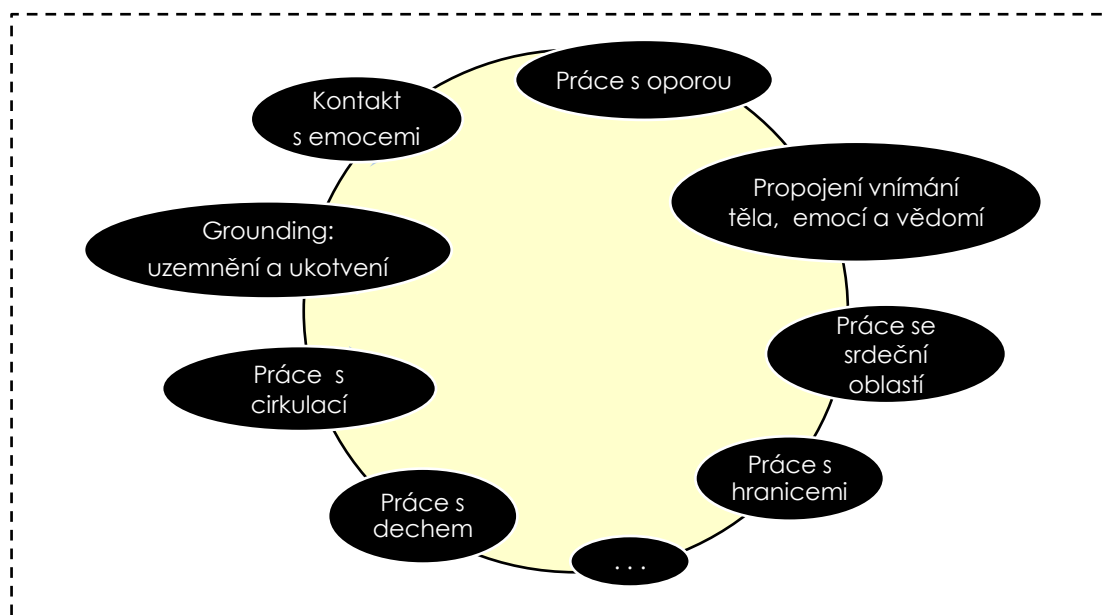 Práce s oporou
Kontakt
s emocemi
Propojení vnímání
těla, emocí a vědomí
Grounding:
uzemnění a ukotvení
Práce se
srdeční
oblastí
Práce s
cirkulací
Práce s
hranicemi
Práce s
dechem
. . .